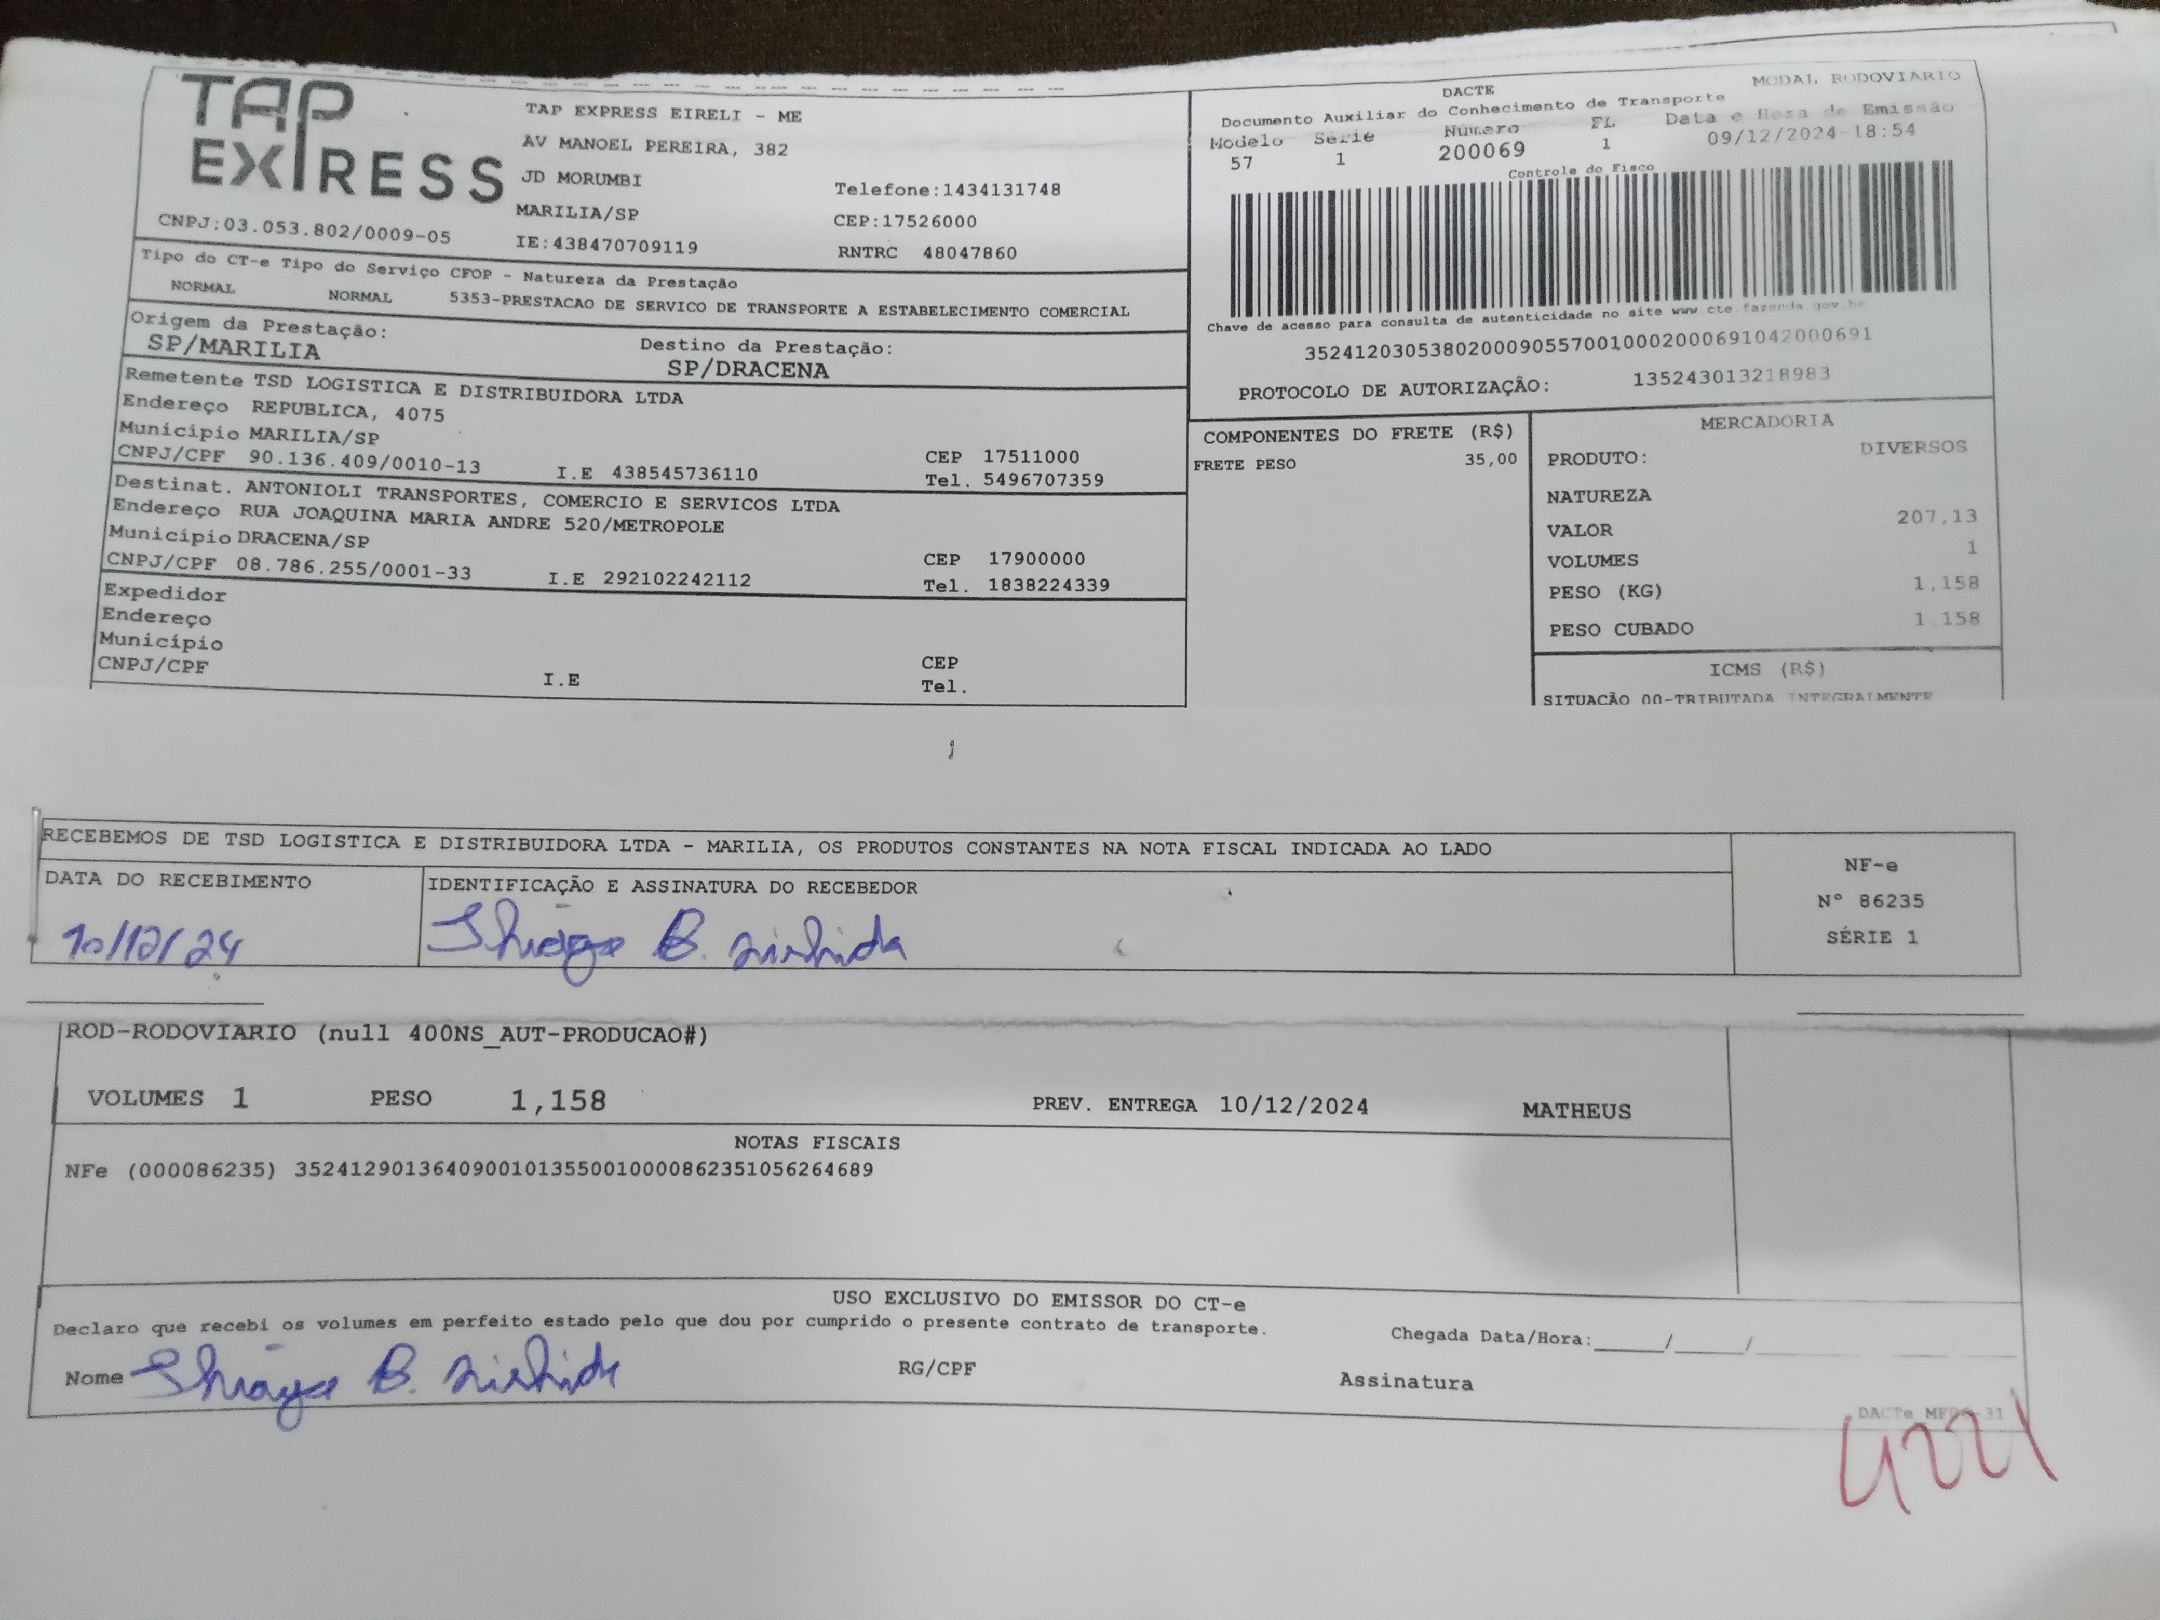 TAP EXPRESS
TAP EXPRESS EIRELI - ME
AV MANOEL PEREIRA, 382
JD MORUMBI
Telefone:1434131748
MARILIA/SP
CEP:17526000
CNPJ:03.053.802/0009-05
IE:438470709119
RNTRC 48047860
DACTE
MODAL RODOVIARIO
Documento Auxiliar do Conhecimento de Transporte
Modelo Serie Número FL Data e Hora de Emissão
57 1 200069 1 09/12/2024-18:54
Controle do Fisco
Chave de acesso para consulta de autenticidade no site www.cte.fazenda.gov.br
35241203053802000905570010002000691042000691
PROTOCOLO DE AUTORIZAÇÃO: 135243013218983
Tipo do CT-e Tipo do Serviço CFOP - Natureza da Prestação
NORMAL NORMAL 5353-PRESTACAO DE SERVICO DE TRANSPORTE A ESTABELECIMENTO COMERCIAL
Origem da Prestação: Destino da Prestação:
SP/MARILIA SP/DRACENA
Remetente TSD LOGISTICA E DISTRIBUIDORA LTDA
Endereço REPUBLICA, 4075
Município MARILIA/SP CEP 17511000
CNPJ/CPF 90.136.409/0010-13 I.E 438545736110 Tel. 5496707359
Destinat. ANTONIOLI TRANSPORTES, COMERCIO E SERVICOS LTDA
Endereço RUA JOAQUINA MARIA ANDRE 520/METROPOLE
Município DRACENA/SP CEP 17900000
CNPJ/CPF 08.786.255/0001-33 I.E 292102242112 Tel. 1838224339
Expedidor
Endereço
Município CEP
CNPJ/CPF I.E Tel.
COMPONENTES DO FRETE (R$)
FRETE PESO 35,00
MERCADORIA
PRODUTO: DIVERSOS
NATUREZA
VALOR 207,13
VOLUMES 1
PESO (KG) 1,158
PESO CUBADO 1.158
ICMS (R$)
SITUAÇÃO 00-TRIBUTADA INTEGRALMENTE
RECEBEMOS DE TSD LOGISTICA E DISTRIBUIDORA LTDA - MARILIA, OS PRODUTOS CONSTANTES NA NOTA FISCAL INDICADA AO LADO
DATA DO RECEBIMENTO IDENTIFICAÇÃO E ASSINATURA DO RECEBEDOR
10/12/24 Thiago B. Nishida
NF-e
Nº 86235
SÉRIE 1
ROD-RODOVIARIO (null 400NS_AUT-PRODUCAO#)
VOLUMES 1 PESO 1,158 PREV. ENTREGA 10/12/2024 MATHEUS
NOTAS FISCAIS
NFe (000086235) 35241290136409001013550010000862351056264689
USO EXCLUSIVO DO EMISSOR DO CT-e
Declaro que recebi os volumes em perfeito estado pelo que dou por cumprido o presente contrato de transporte. Chegada Data/Hora:
Nome Thiago B. Nishida RG/CPF Assinatura
DACTe